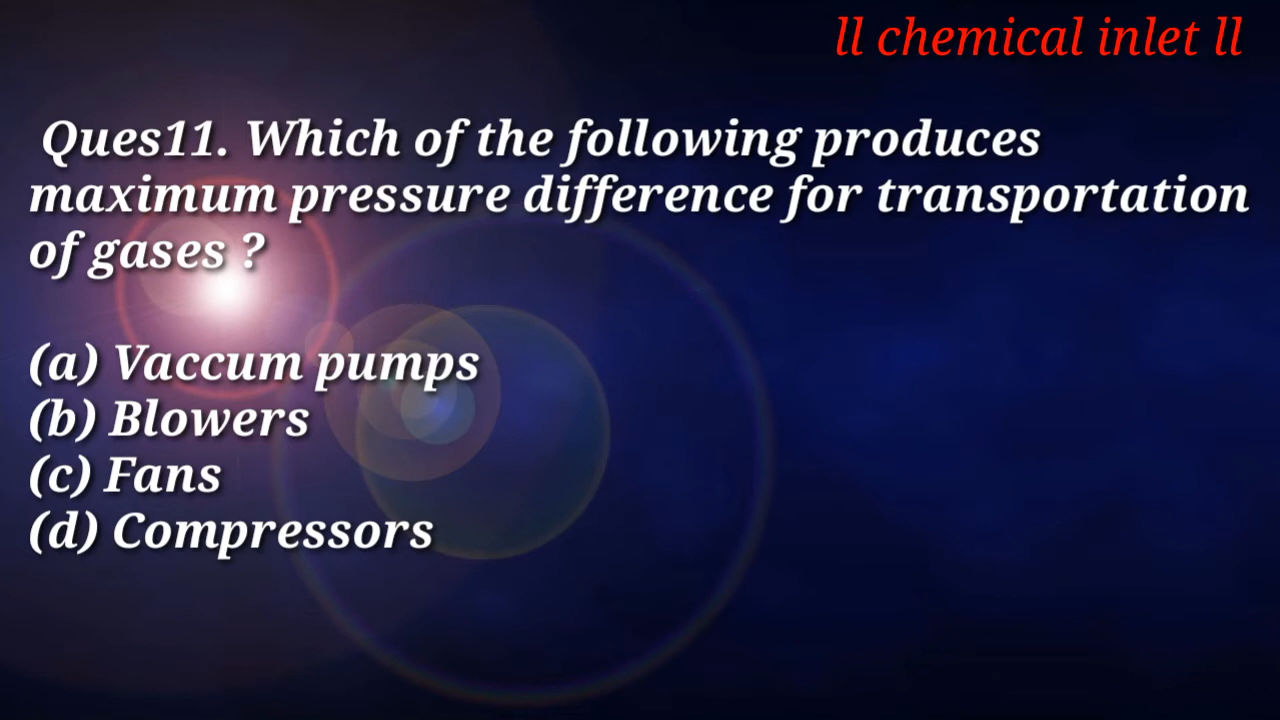 ll chemical inlet ll
Ques11. Which of the following produces
maximum pressure difference for transportation
of gases ?
(a) Vaccum pumps
(b) Blowers
(c) Fans
(d) Compressors